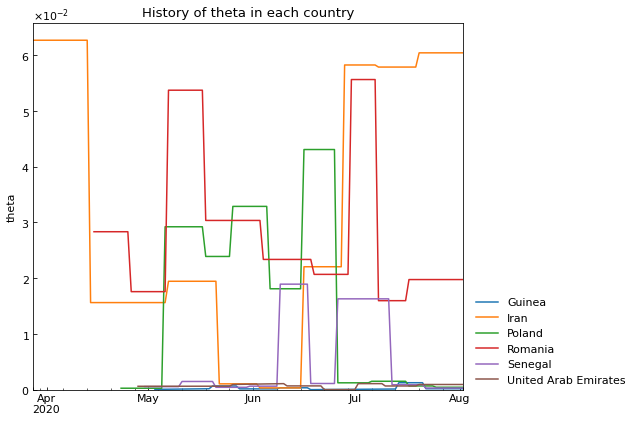 History of theta in each country
×10⁻²
6
5
4
3
2
1
0
theta
Apr May Jun Jul Aug
2020
Guinea
Iran
Poland
Romania
Senegal
United Arab Emirates